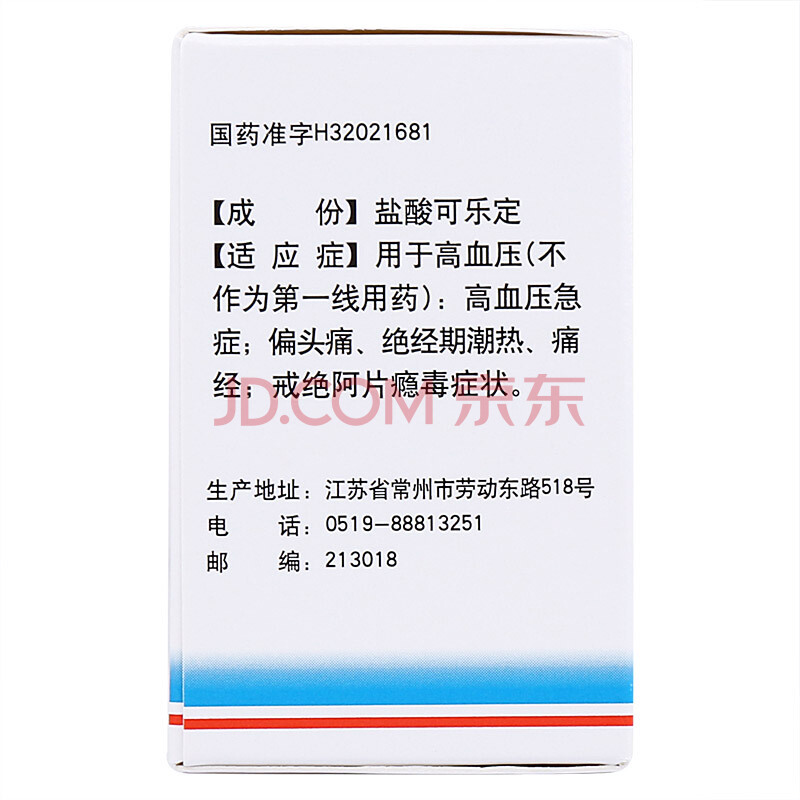 国药准字H32021681
【成 份】盐酸可乐定
【适应症】用于高血压(不
作为第一线用药)：高血压急
症；偏头痛、绝经期潮热、痛
经；戒绝阿片瘾毒症状。
JD.COM 京东
生产地址：江苏省常州市劳动东路518号
电 话：0519-88813251
邮 编：213018